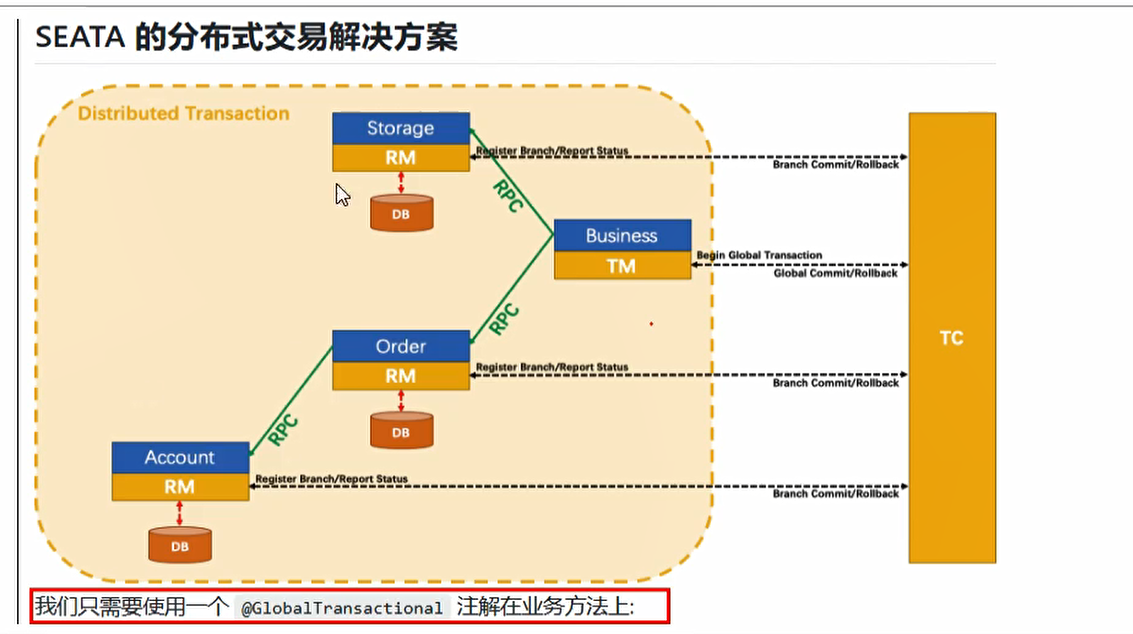 SEATA 的分布式交易解决方案
Distributed Transaction
Storage
RM
DB
Register Branch/Report Status
Branch Commit/Rollback
RPC
Business
TM
Begin Global Transaction
Global Commit/Rollback
TC
RPC
Order
RM
DB
Register Branch/Report Status
Branch Commit/Rollback
RPC
Account
RM
DB
Register Branch/Report Status
Branch Commit/Rollback
我们只需要使用一个 @GlobalTransactional 注解在业务方法上: